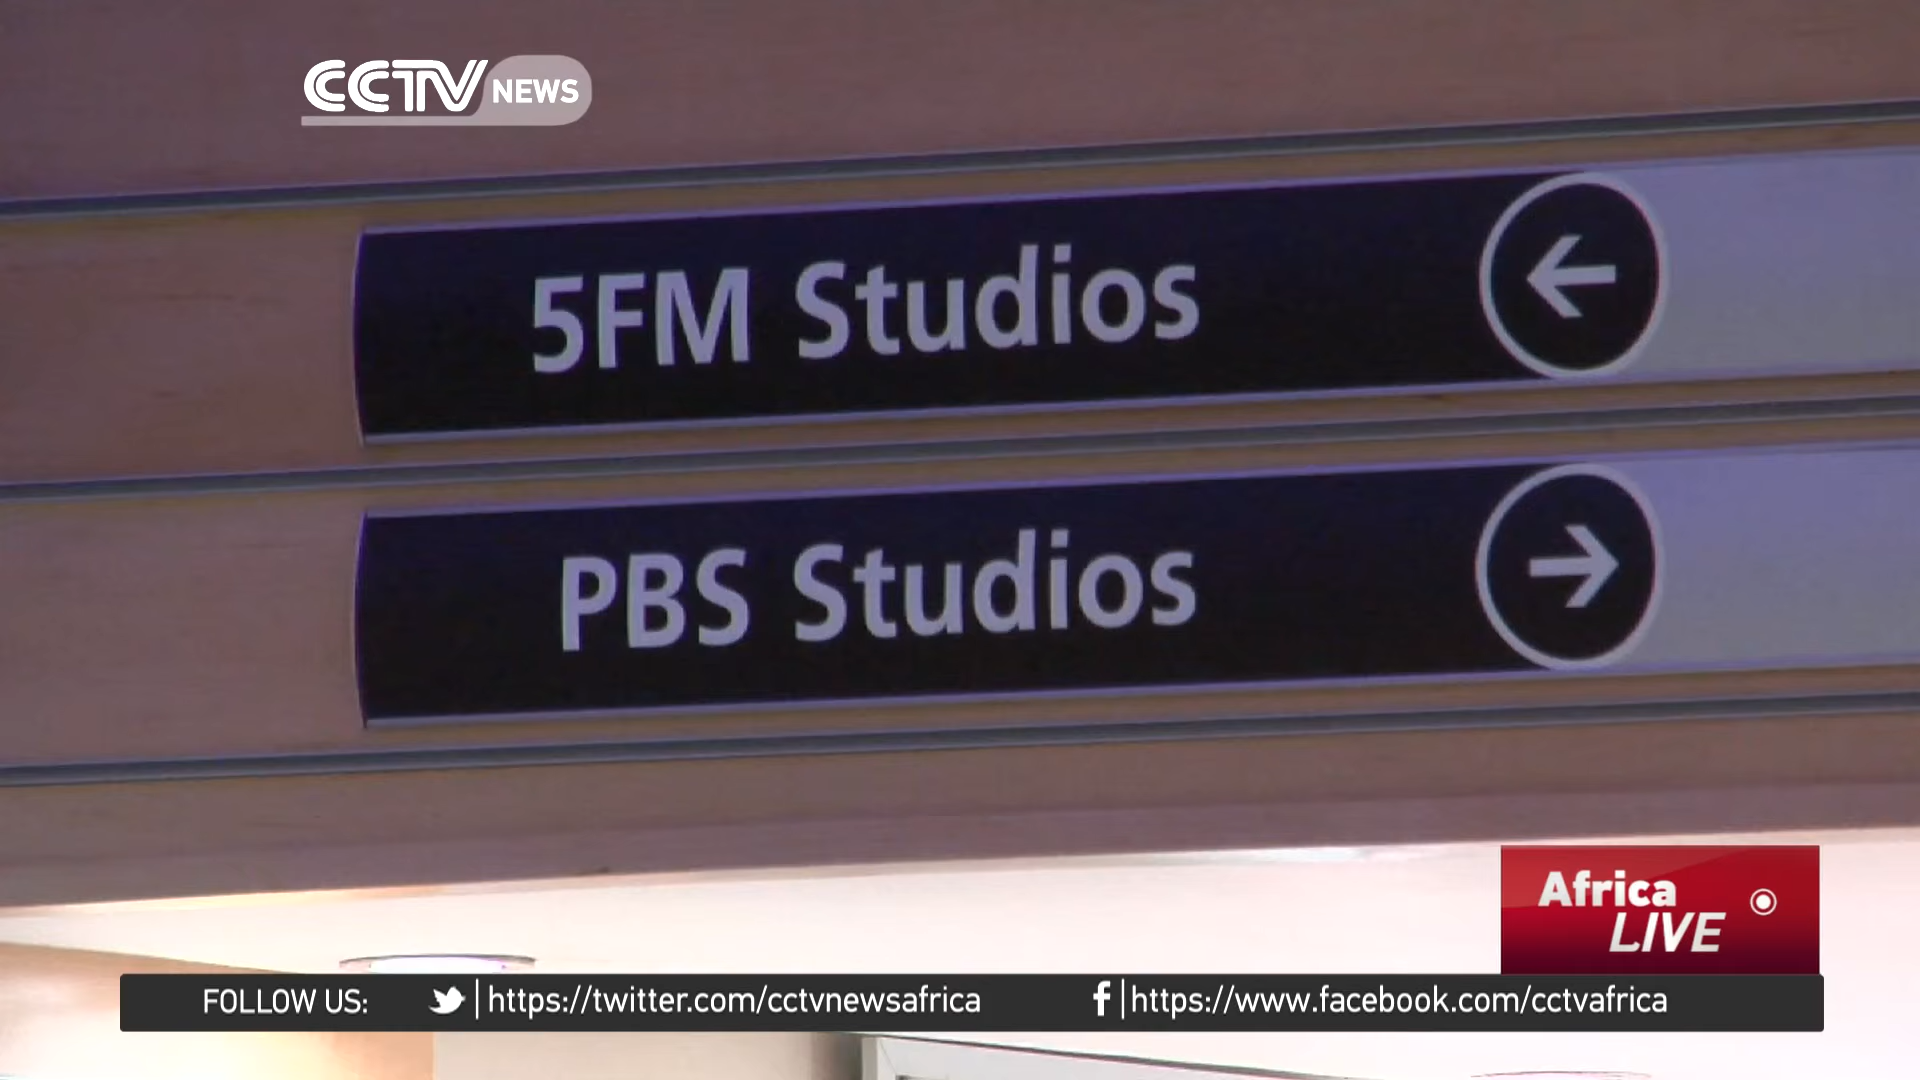 CCTV NEWS
5FM Studios
PBS Studios
Africa
LIVE
FOLLOW US: https://twitter.com/cctvnewsafrica https://www.facebook.com/cctvafrica